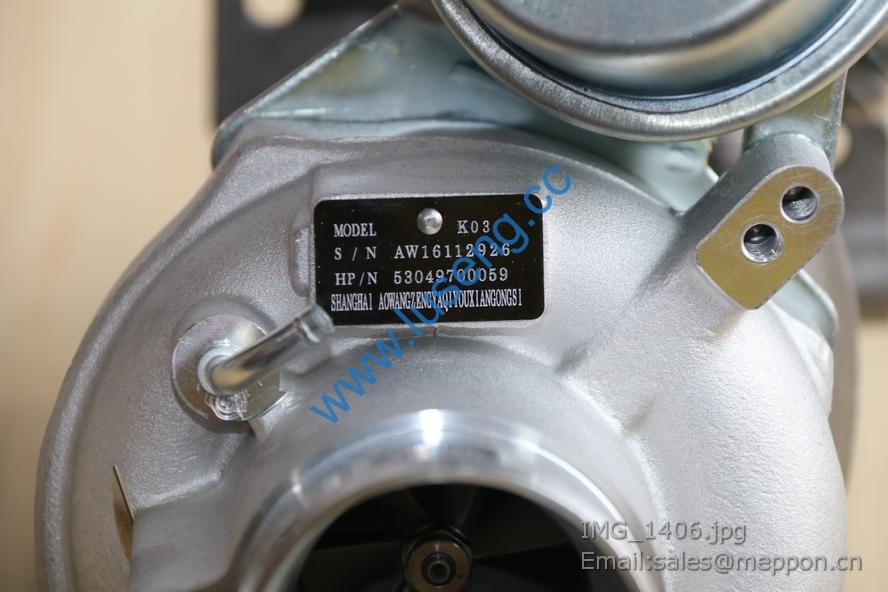 MODEL K03
S / N AW16112926
HP/N 53049700059
SHANGHAI AOWANGZENGYAQIYOUXIANGONGSI
www.luseng.cc
IMG_1406.jpg
Email:sales@meppon.cn